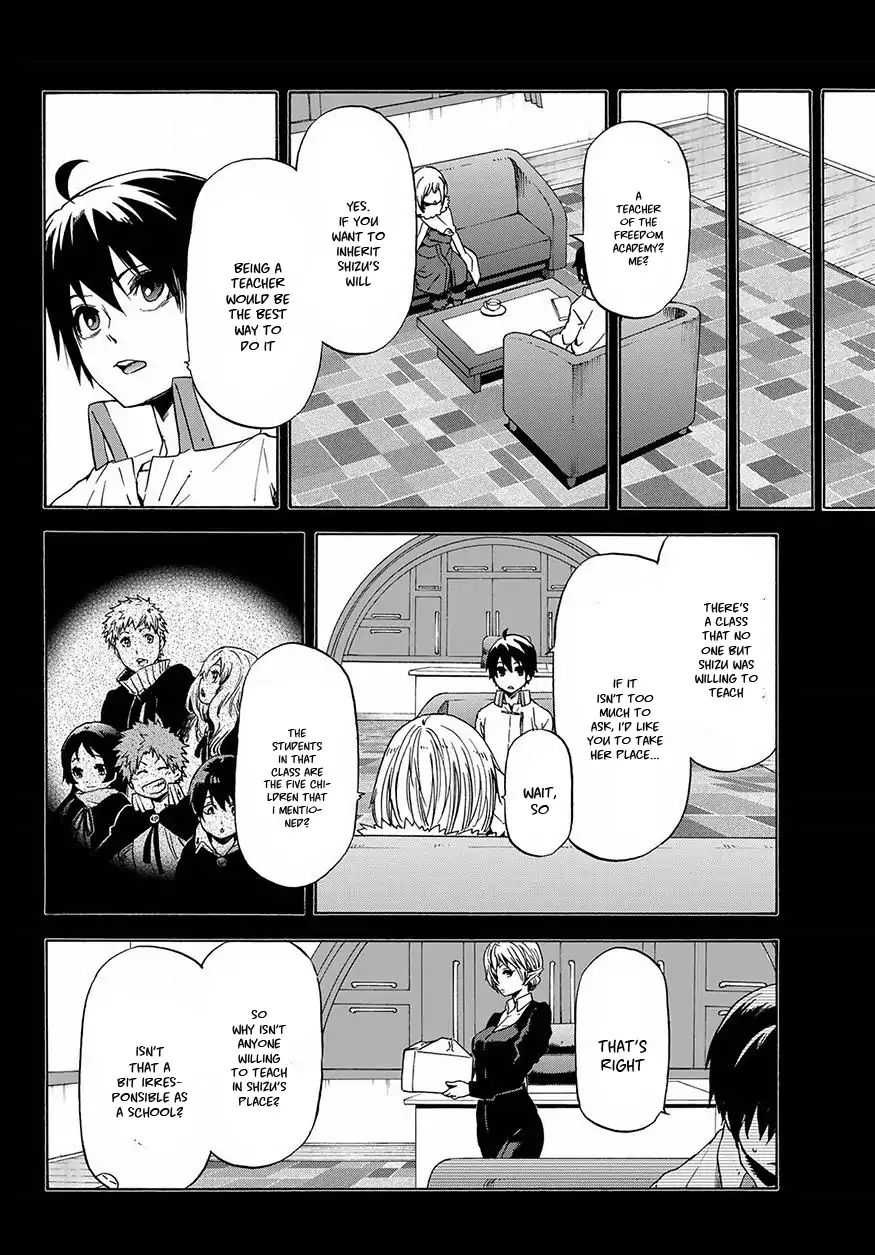 A
TEACHER
OF THE
FREEDOM
ACADEMY?
ME?
YES.
IF YOU
WANT TO
INHERIT
SHIZU'S
WILL
BEING A
TEACHER
WOULD BE
THE BEST
WAY TO
DO IT
THERE'S
A CLASS
THAT NO
ONE BUT
SHIZU WAS
WILLING TO
TEACH
IF IT
ISN'T TOO
MUCH TO
ASK, I'D LIKE
YOU TO TAKE
HER PLACE...
WAIT,
SO
THE
STUDENTS
IN THAT
CLASS ARE
THE FIVE CHI-
LDREN THAT
I MENTIO-
NED?
THAT'S
RIGHT
SO
WHY ISN'T
ANYONE
WILLING
TO TEACH
IN SHIZU'S
PLACE?
ISN'T
THAT A
BIT IRRES-
PONSIBLE AS
A SCHOOL?